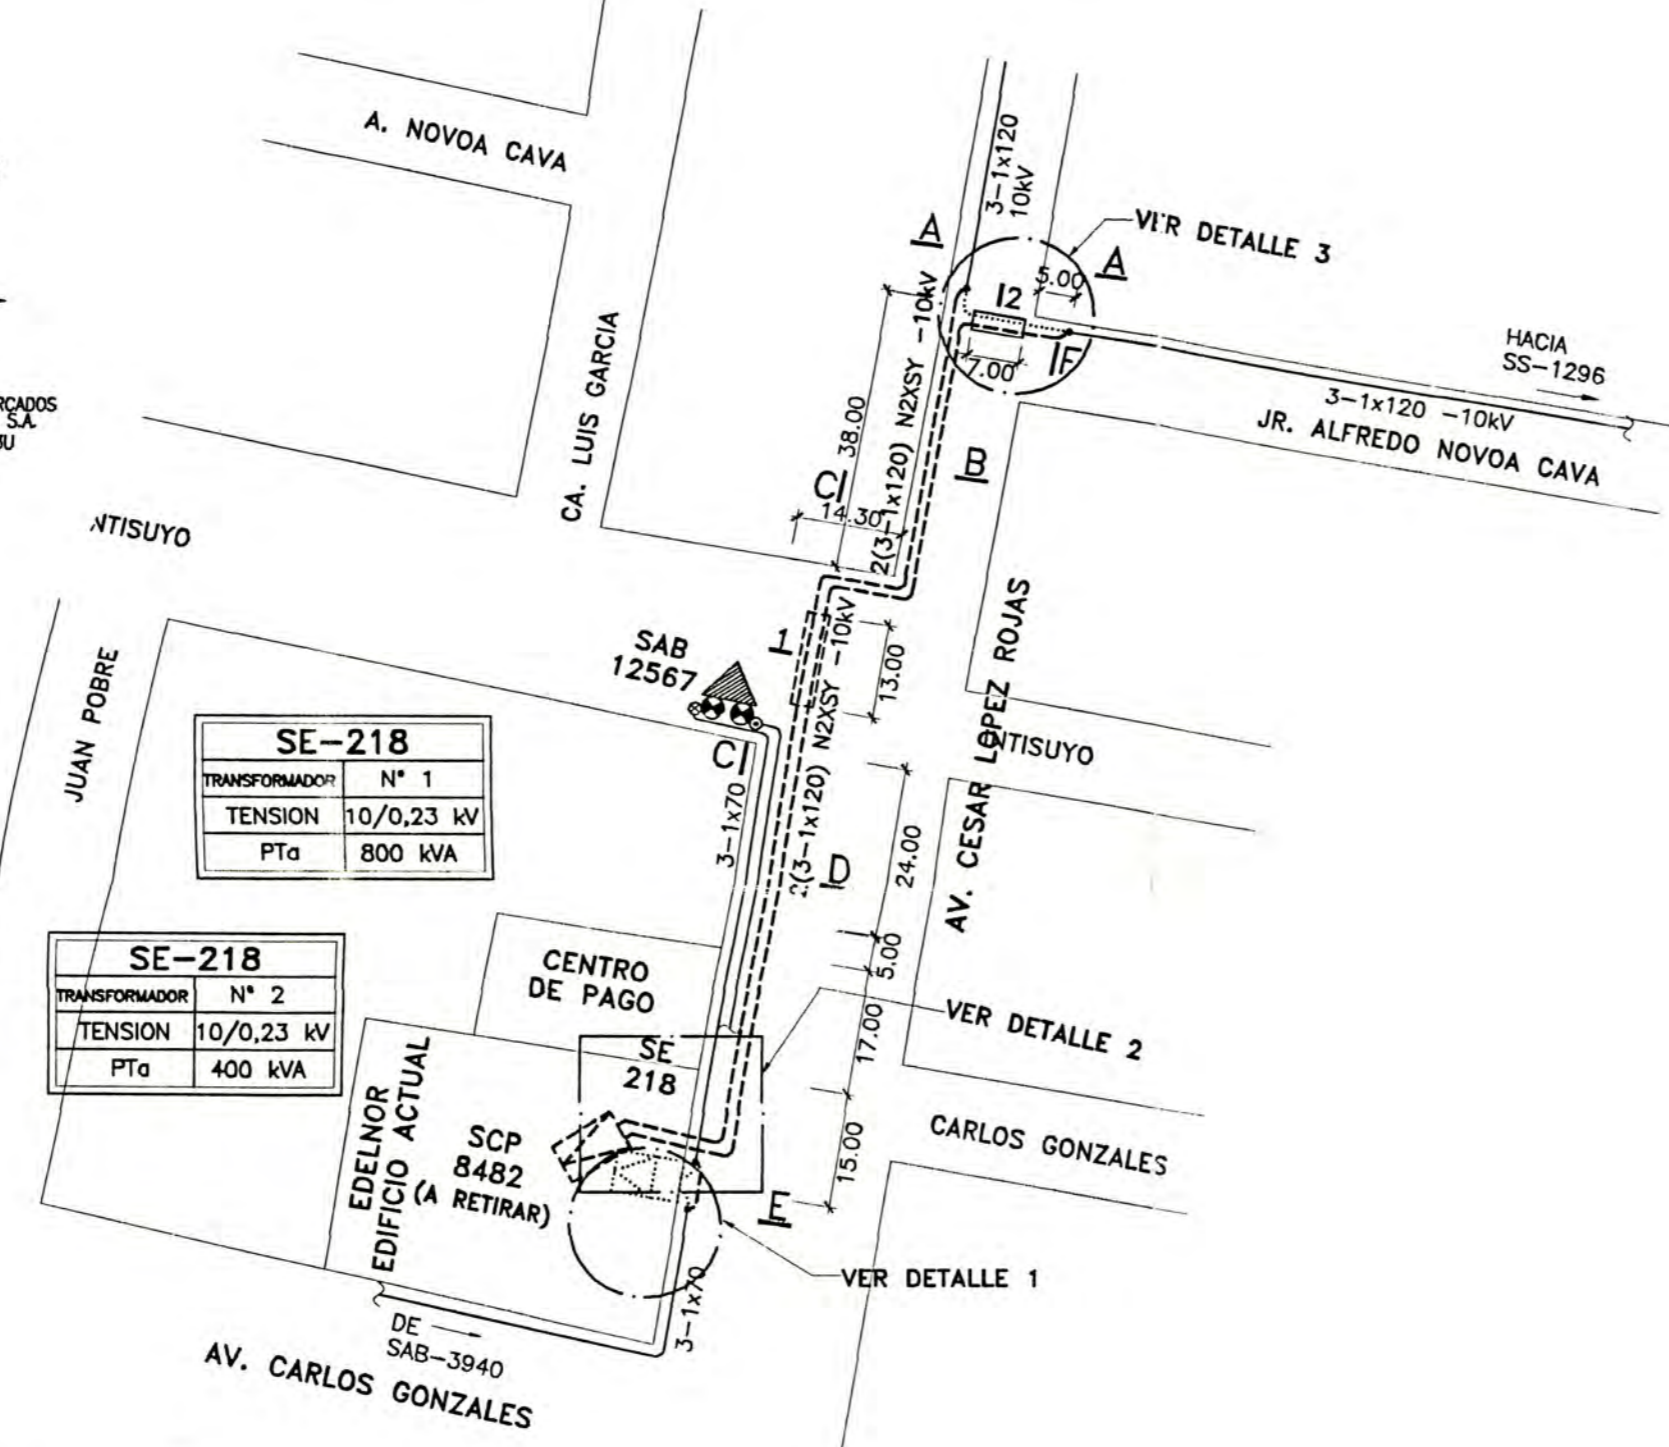 A. NOVOA CAVA
3-1x120
10kV
A
VER DETALLE 3
A
5.00
12
7.00
F
HACIA
SS-1296
3-1x120 -10kV
JR. ALFREDO NOVOA CAVA
2(3-1x120) N2XSY -10kV
38.00
B
C
14.30
CA. LUIS GARCIA
RCADOS
S.A.
NTISUYO
SAB
12567
1
13.00
2(3-1x120) N2XSY -10kV
C
3-1x70
D
24.00
AV. CESAR LOPEZ ROJAS
NTISUYO
JUAN POBRE
SE-218
TRANSFORMADOR N° 1
TENSION 10/0,23 kV
PTa 800 kVA
SE-218
TRANSFORMADOR N° 2
TENSION 10/0,23 kV
PTa 400 kVA
CENTRO
DE PAGO
5.00
17.00
VER DETALLE 2
SE
218
15.00
CARLOS GONZALES
EDELNOR
EDIFICIO ACTUAL
SCP
8482
(A RETIRAR)
E
VER DETALLE 1
3-1x70
DE
SAB-3940
AV. CARLOS GONZALES